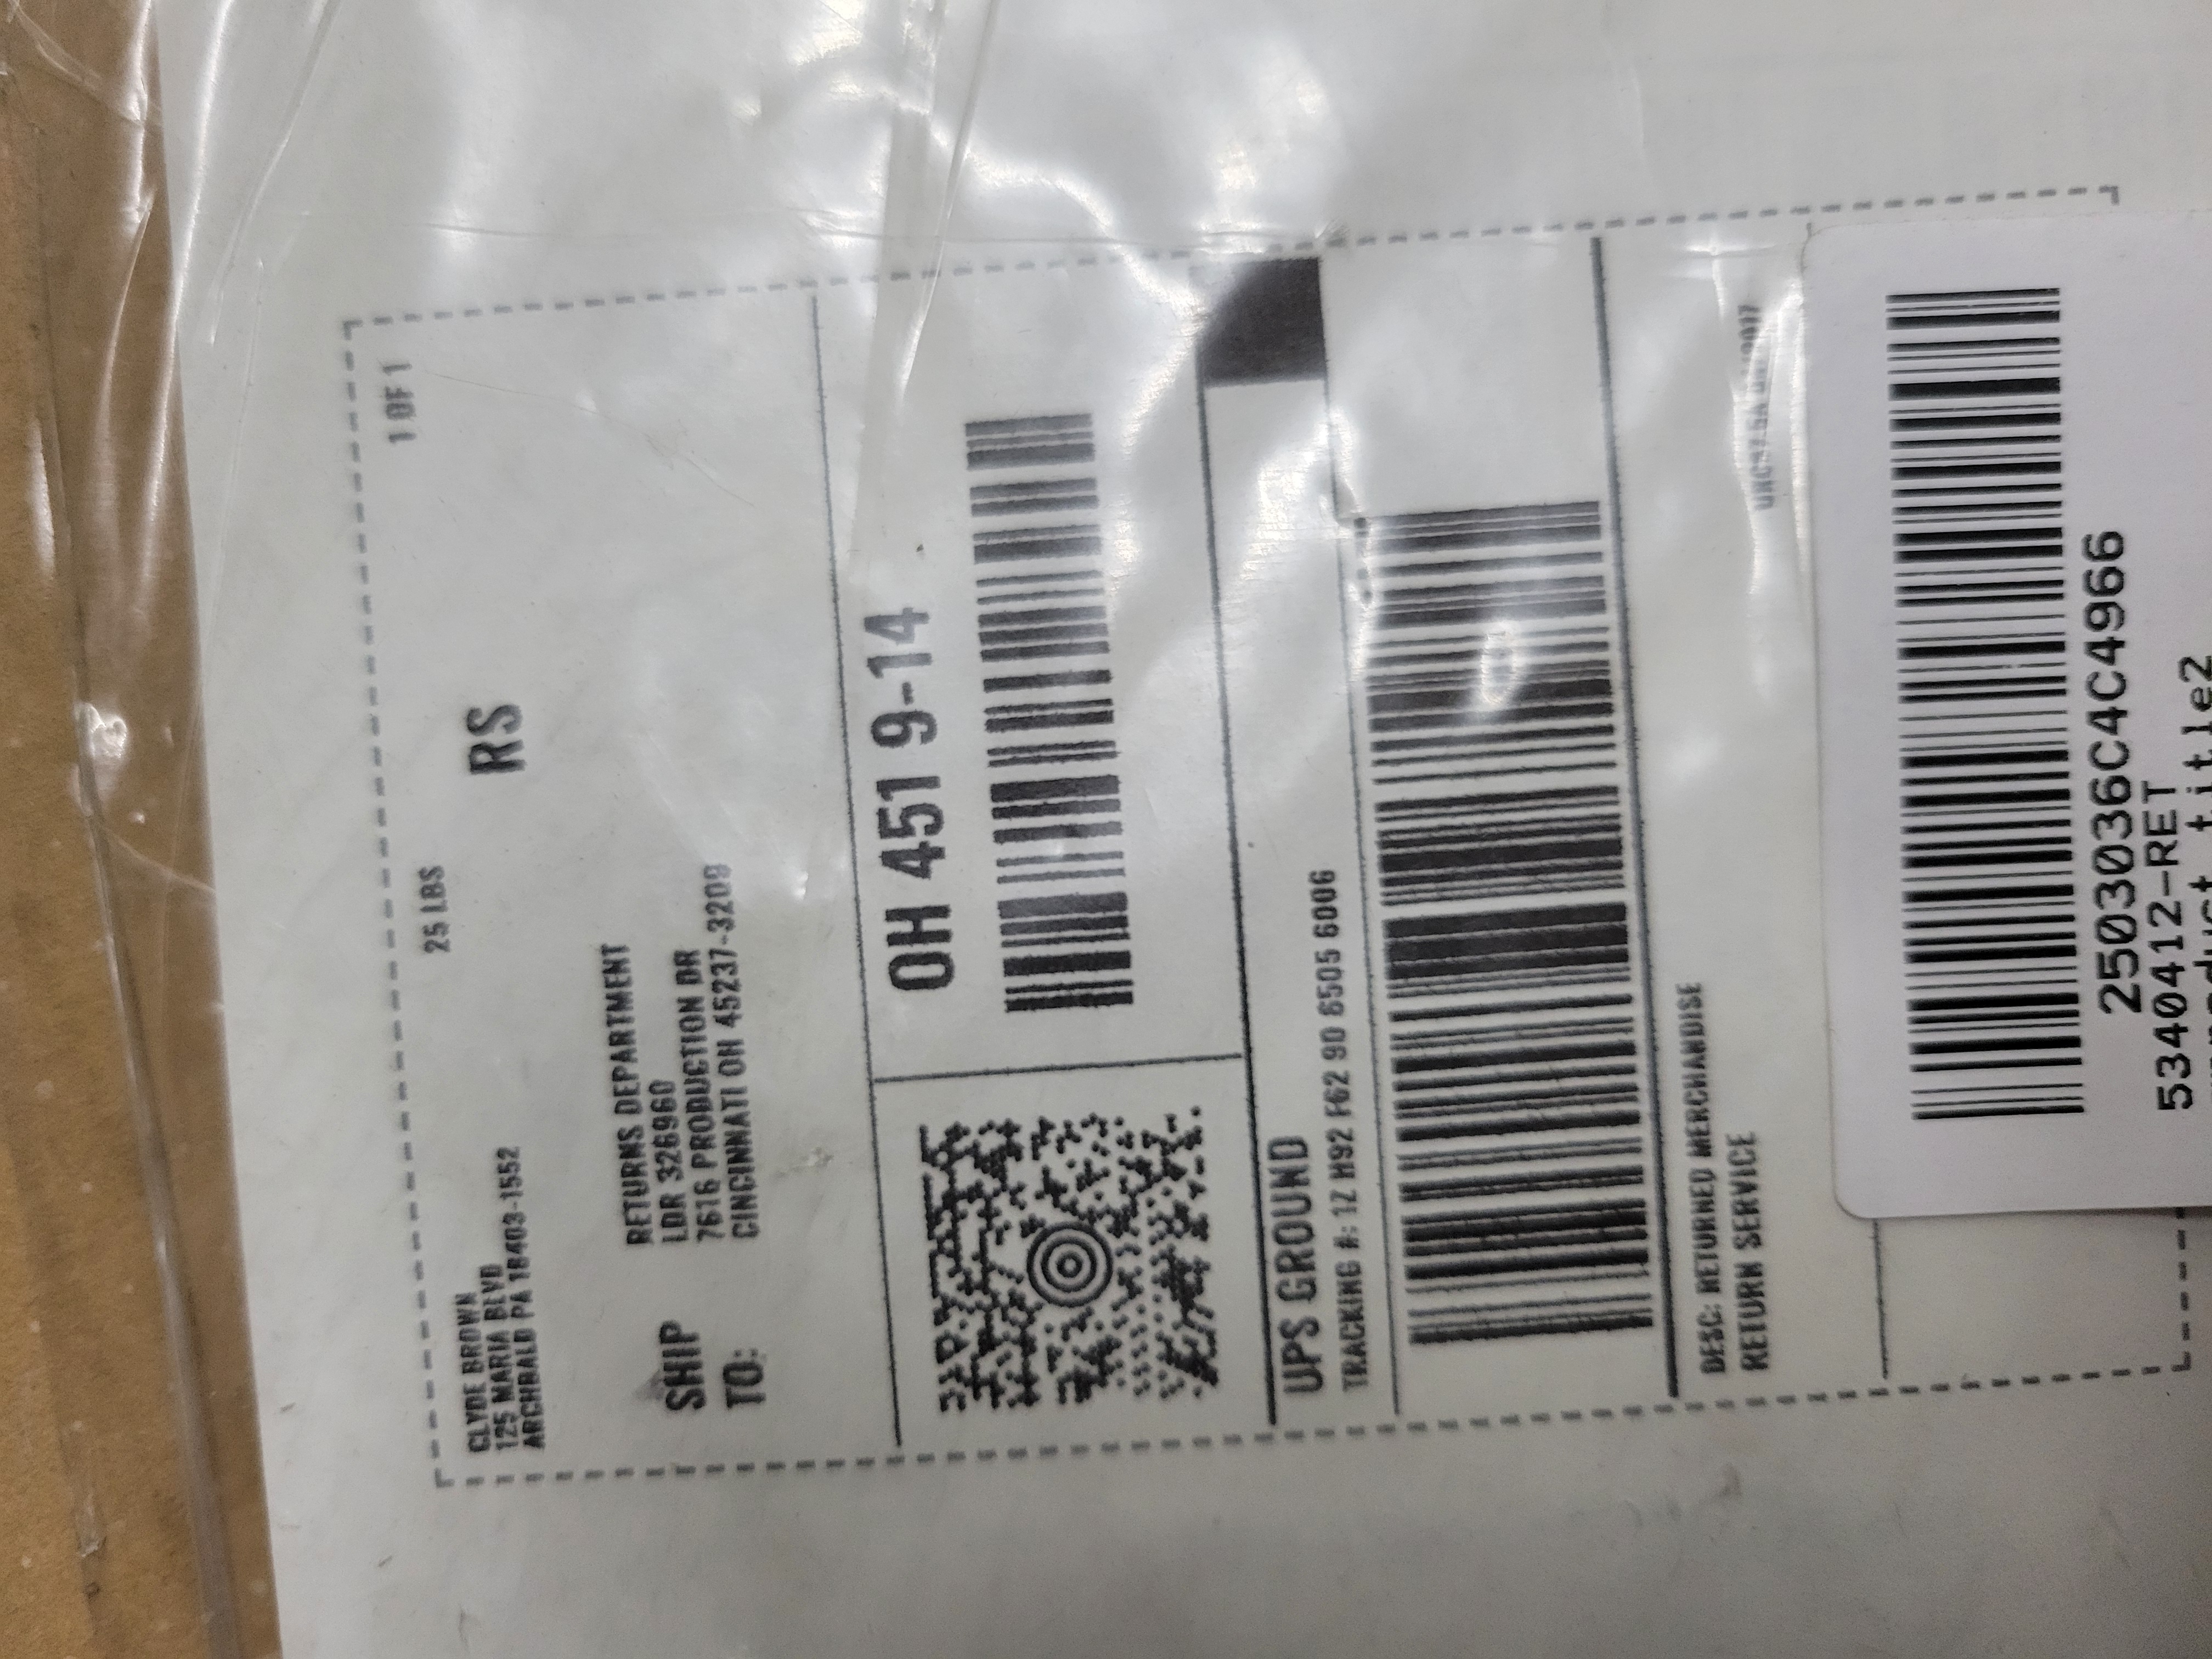 CLYDE BROWN
125 MARIA BLVD
ARCHBALD PA 18403-1552
25 LBS
1 OF 1
RS
SHIP
TO:
RETURNS DEPARTMENT
LDR 326960
7616 PRODUCTION DR
CINCINNATI OH 45237-3209
OH 451 9-14
UPS GROUND
TRACKING #: 1Z H92 F62 90 6505 6006
DESC: RETURNED MERCHANDISE
RETURN SERVICE
2503036C4C4966
5340412-RET
title2